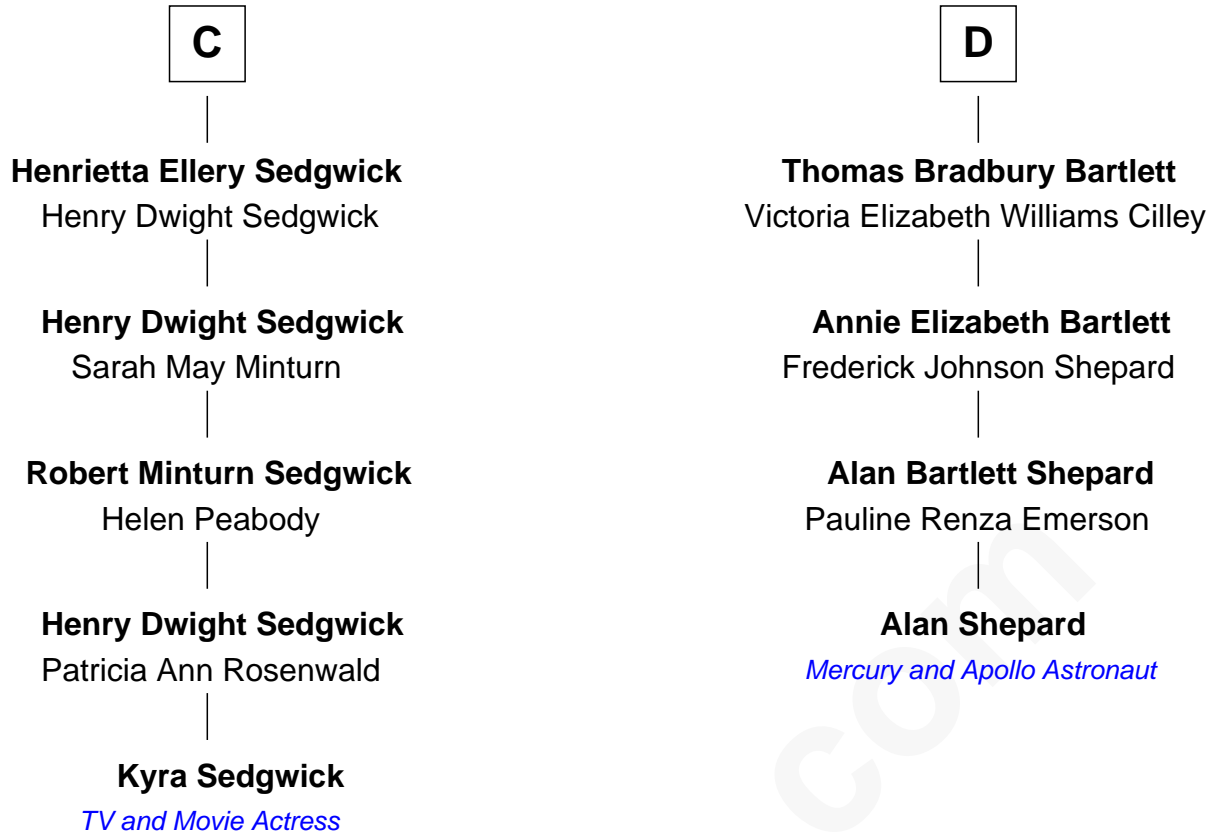 C
Henrietta Ellery Sedgwick
Henry Dwight Sedgwick
Henry Dwight Sedgwick
Sarah May Minturn
Robert Minturn Sedgwick
Helen Peabody
Henry Dwight Sedgwick
Patricia Ann Rosenwald
Kyra Sedgwick
TV and Movie Actress
D
Thomas Bradbury Bartlett
Victoria Elizabeth Williams Cilley
Annie Elizabeth Bartlett
Frederick Johnson Shepard
Alan Bartlett Shepard
Pauline Renza Emerson
Alan Shepard
Mercury and Apollo Astronaut
com